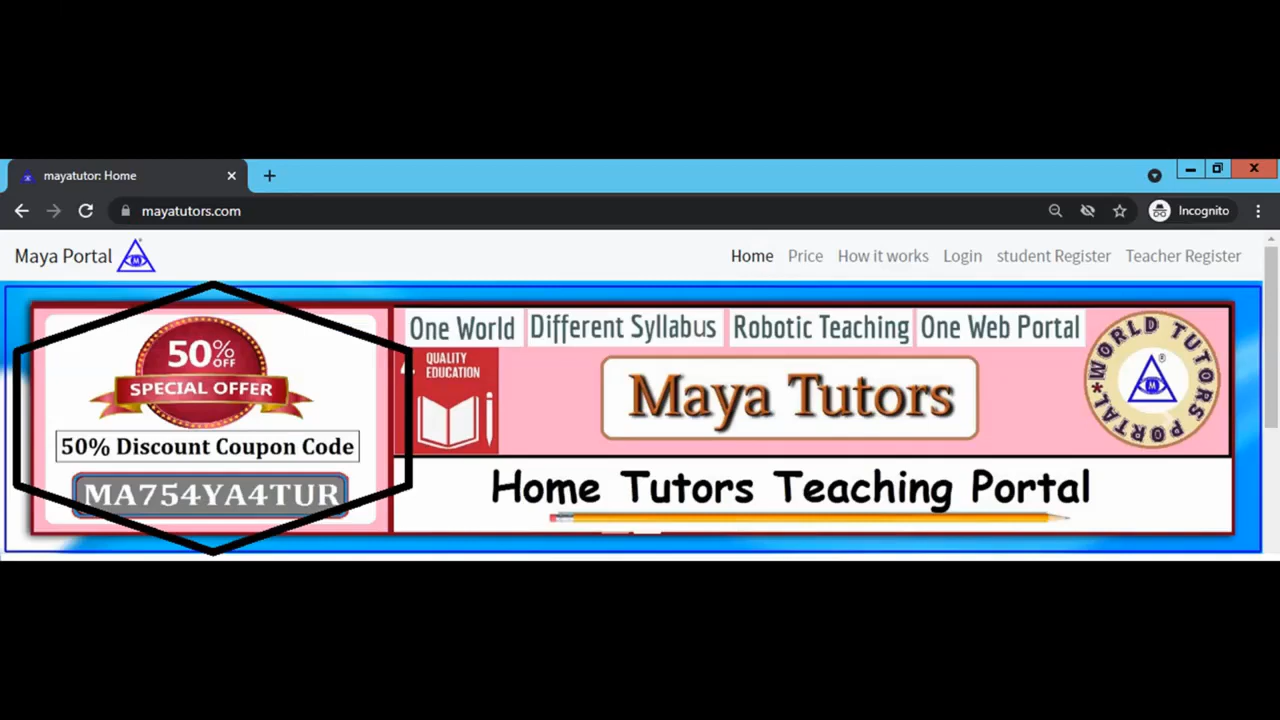 mayatutor: Home
mayatutors.com
Incognito
Maya Portal
Home Price How it works Login student Register Teacher Register
50% OFF
SPECIAL OFFER
50% Discount Coupon Code
MA754YA4TUR
One World Different Syllabus Robotic Teaching One Web Portal
QUALITY
EDUCATION
Maya Tutors
Home Tutors Teaching Portal
WORLD TUTORS PORTAL*
M